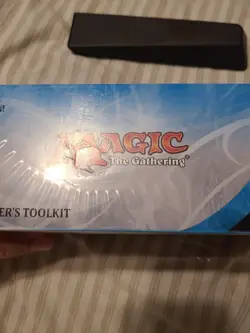 MAGIC
The Gathering®
ER'S TOOLKIT